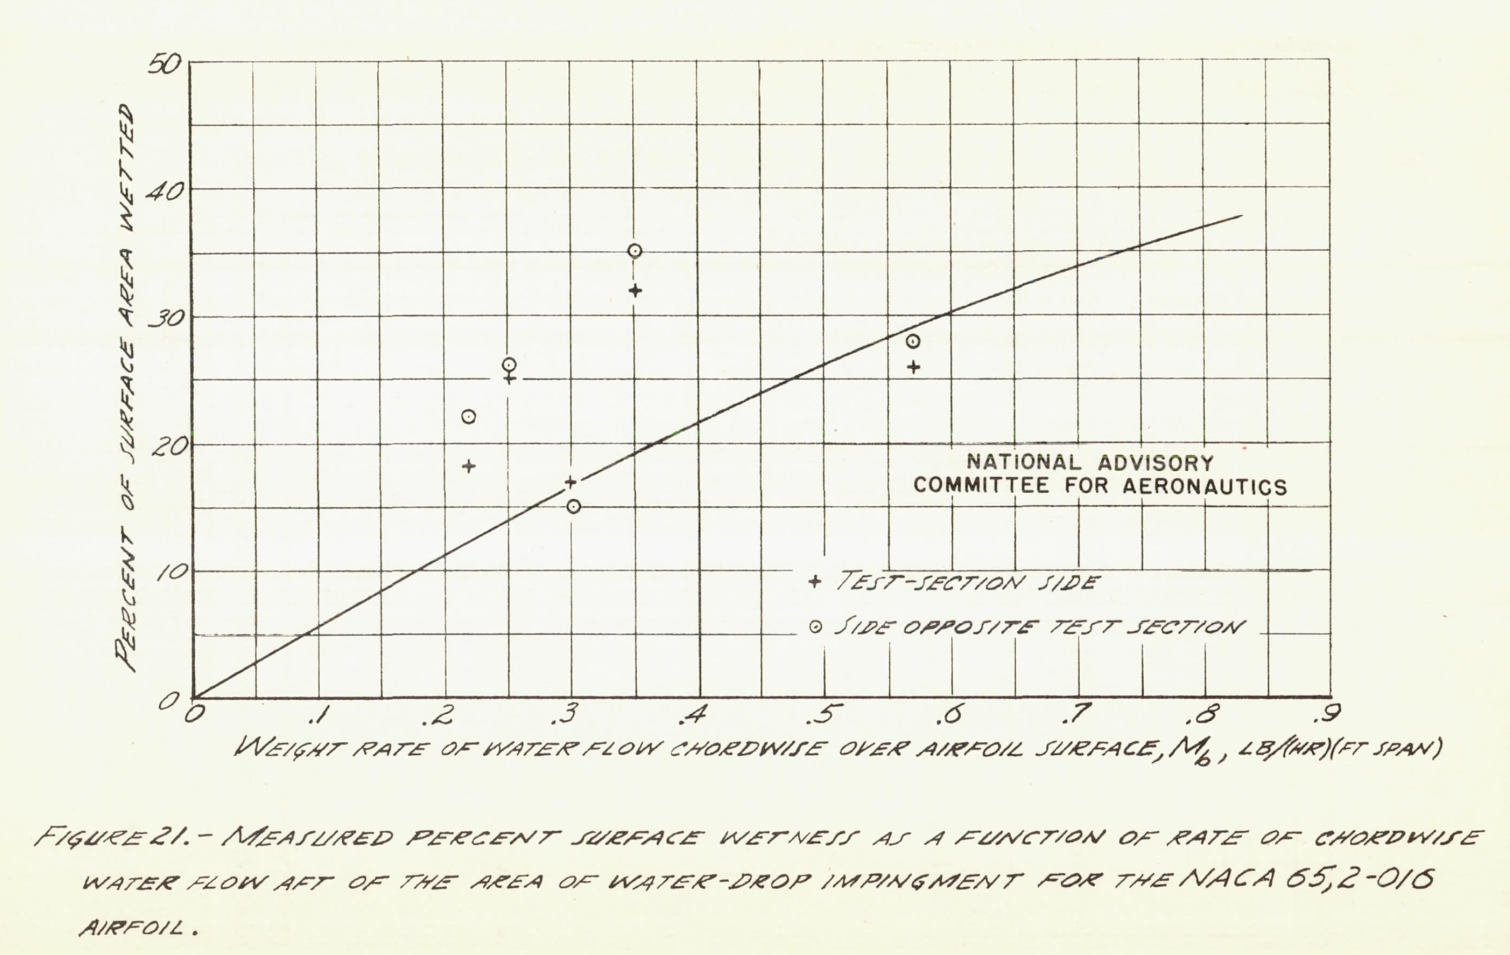 50
40
30
20
10
0
PERCENT OF SURFACE AREA WETTED
NATIONAL ADVISORY
COMMITTEE FOR AERONAUTICS
+ TEST-SECTION SIDE
⊙ SIDE OPPOSITE TEST SECTION
0 .1 .2 .3 .4 .5 .6 .7 .8 .9
WEIGHT RATE OF WATER FLOW CHORDWISE OVER AIRFOIL SURFACE, M_b, LB/(HR)(FT SPAN)
FIGURE 21.- MEASURED PERCENT SURFACE WETNESS AS A FUNCTION OF RATE OF CHORDWISE
WATER FLOW AFT OF THE AREA OF WATER-DROP IMPINGMENT FOR THE NACA 65,2-016
AIRFOIL.